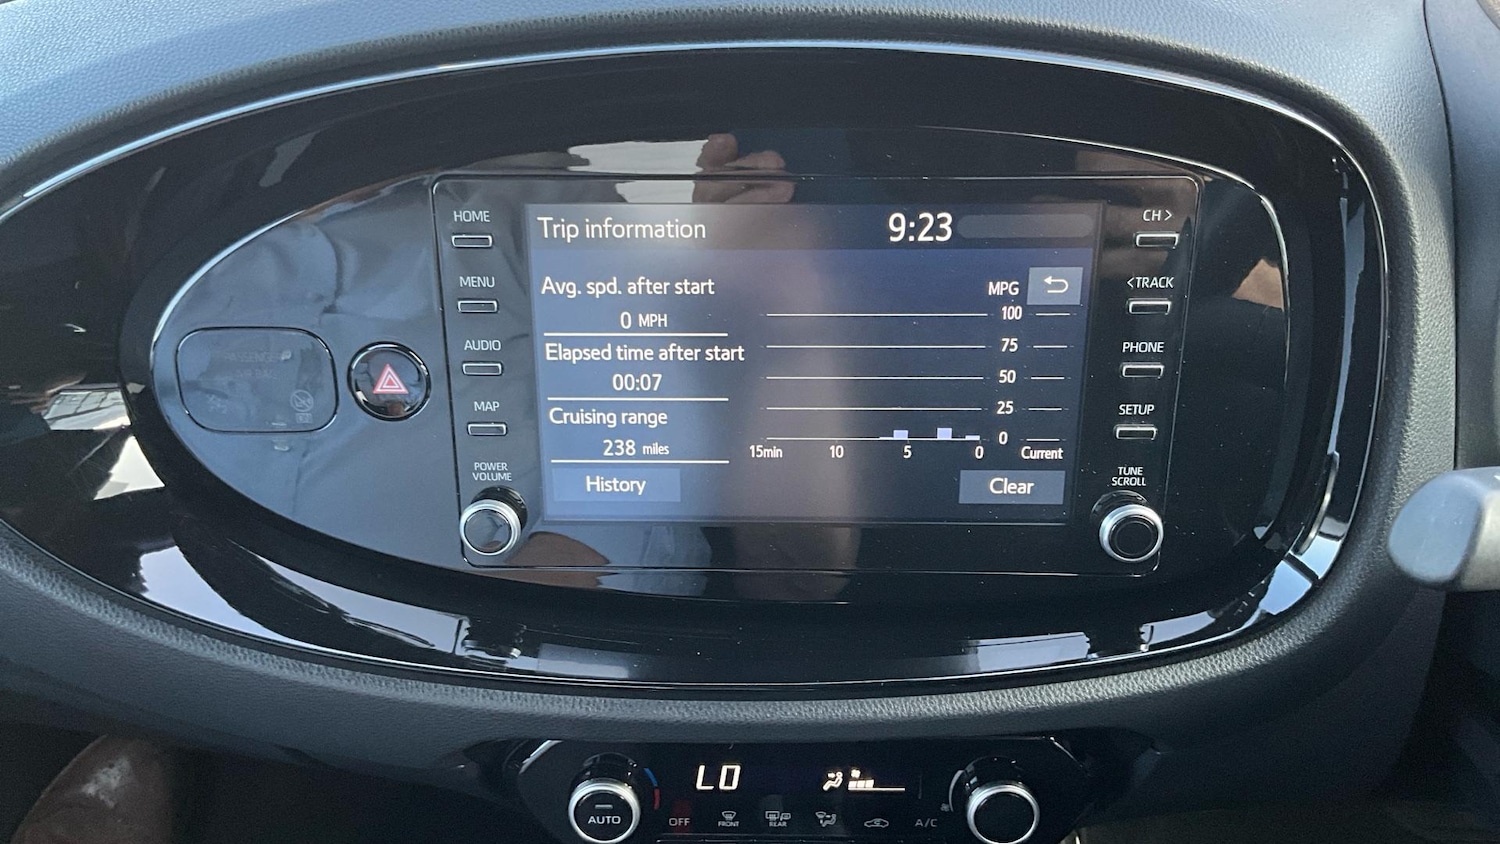 HOME
MENU
AUDIO
MAP
POWER
VOLUME
Trip information
9:23
Avg. spd. after start
0 MPH
Elapsed time after start
00:07
Cruising range
238 miles
History
MPG
100
75
50
25
0
15min 10 5 0 Current
Clear
CH >
< TRACK
PHONE
SETUP
TUNE
SCROLL
LO
AUTO
OFF
FRONT
REAR
A/C